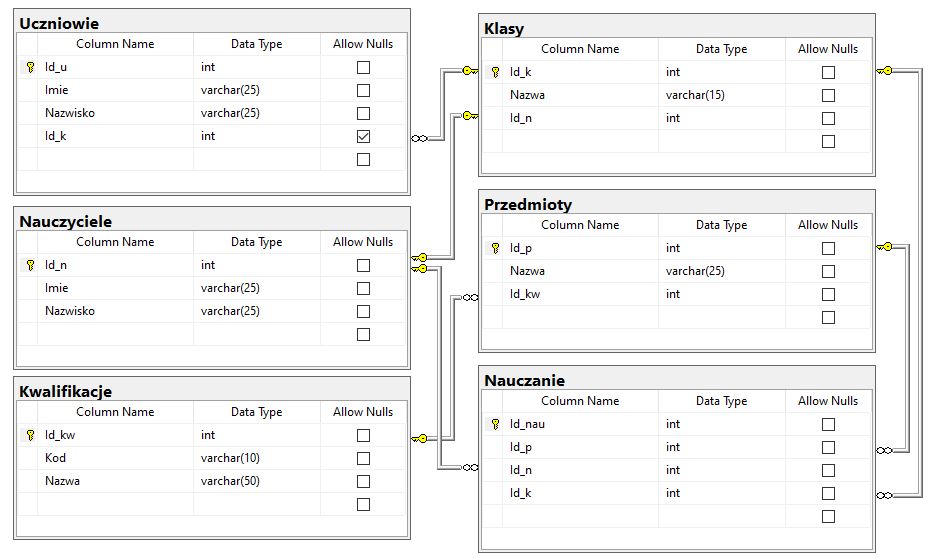 Uczniowie
Column Name Data Type Allow Nulls
Id_u int
Imie varchar(25)
Nazwisko varchar(25)
Id_k int
Nauczyciele
Column Name Data Type Allow Nulls
Id_n int
Imie varchar(25)
Nazwisko varchar(25)
Kwalifikacje
Column Name Data Type Allow Nulls
Id_kw int
Kod varchar(10)
Nazwa varchar(50)
Klasy
Column Name Data Type Allow Nulls
Id_k int
Nazwa varchar(15)
Id_n int
Przedmioty
Column Name Data Type Allow Nulls
Id_p int
Nazwa varchar(25)
Id_kw int
Nauczanie
Column Name Data Type Allow Nulls
Id_nau int
Id_p int
Id_n int
Id_k int